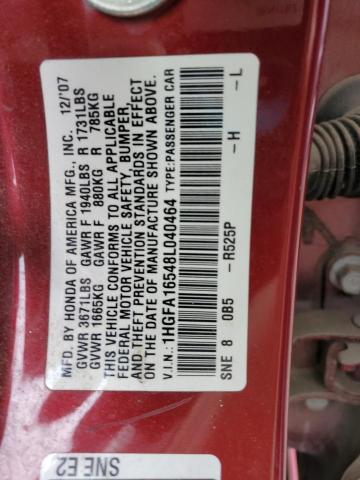 MFD. BY HONDA OF AMERICA MFG., INC. 12/'07
GVWR 3671LBS GAWR F 1940LBS R 1731LBS
GVWR 1665KG GAWR F 880KG R 785KG
THIS VEHICLE CONFORMS TO ALL APPLICABLE
FEDERAL MOTOR VEHICLE SAFETY, BUMPER,
AND THEFT PREVENTION STANDARDS IN EFFECT
ON THE DATE OF MANUFACTURE SHOWN ABOVE.
V.I.N.: 1HGFA16548L040464 TYPE:PASSENGER CAR
SNE 8 0B5 -R525P -H -L
SNE E2